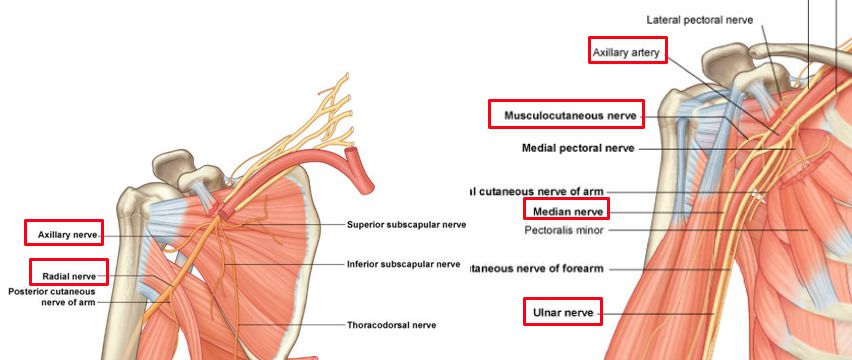 Axillary nerve
Radial nerve
Posterior cutaneous
nerve of arm
Superior subscapular nerve
Inferior subscapular nerve
Thoracodorsal nerve
Lateral pectoral nerve
Axillary artery
Musculocutaneous nerve
Medial pectoral nerve
al cutaneous nerve of arm
Median nerve
Pectoralis minor
taneous nerve of forearm
Ulnar nerve